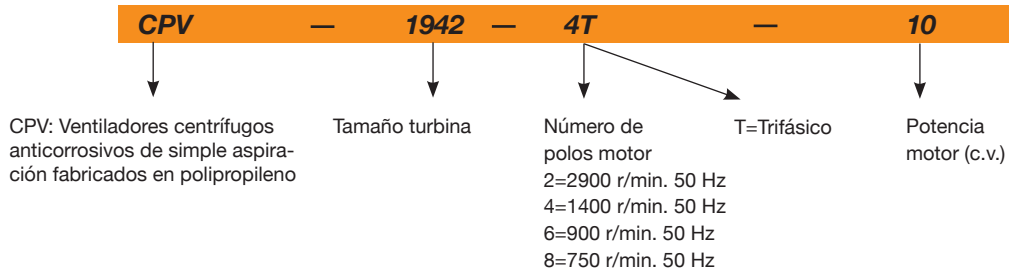 CPV — 1942 — 4T — 10
CPV: Ventiladores centrífugos
anticorrosivos de simple aspira-
ción fabricados en polipropileno
Tamaño turbina
Número de
polos motor
2=2900 r/min. 50 Hz
4=1400 r/min. 50 Hz
6=900 r/min. 50 Hz
8=750 r/min. 50 Hz
T=Trifásico
Potencia
motor (c.v.)